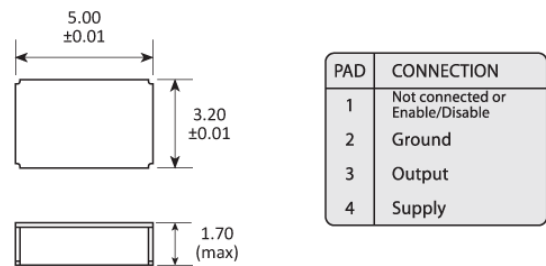 5.00
±0.01
3.20
±0.01
1.70
(max)
PAD CONNECTION
1 Not connected or
Enable/Disable
2 Ground
3 Output
4 Supply